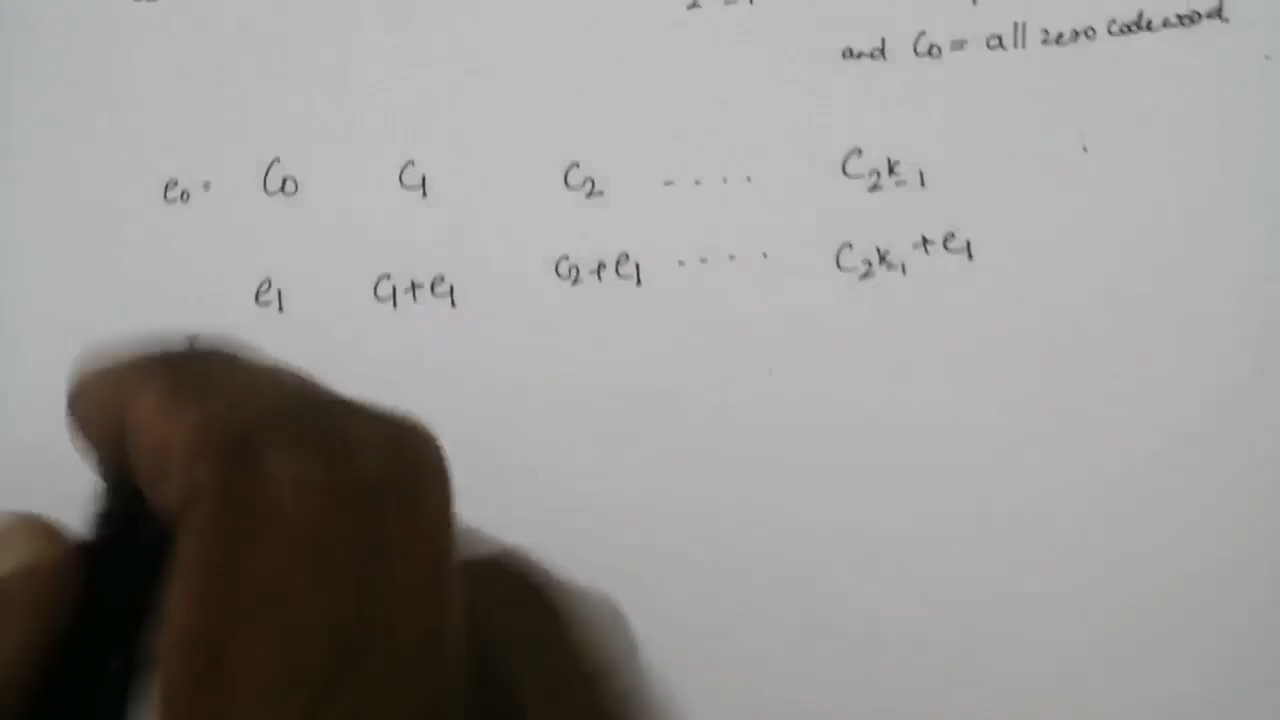 and C0 = all zero codeword
e0. C0 C1 C2 .... C2k-1
e1 C1+e1 C2+e1 .... C2k-1+e1